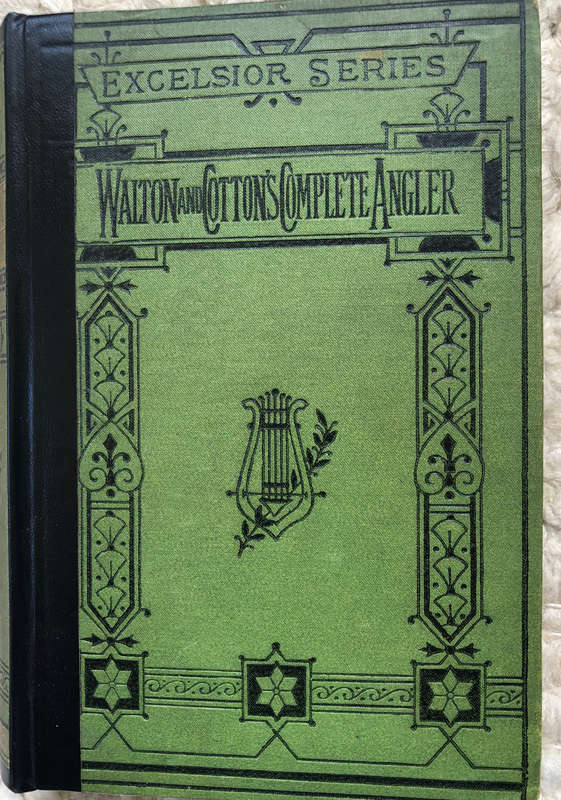 EXCELSIOR SERIES
WALTON AND COTTON'S COMPLETE ANGLER